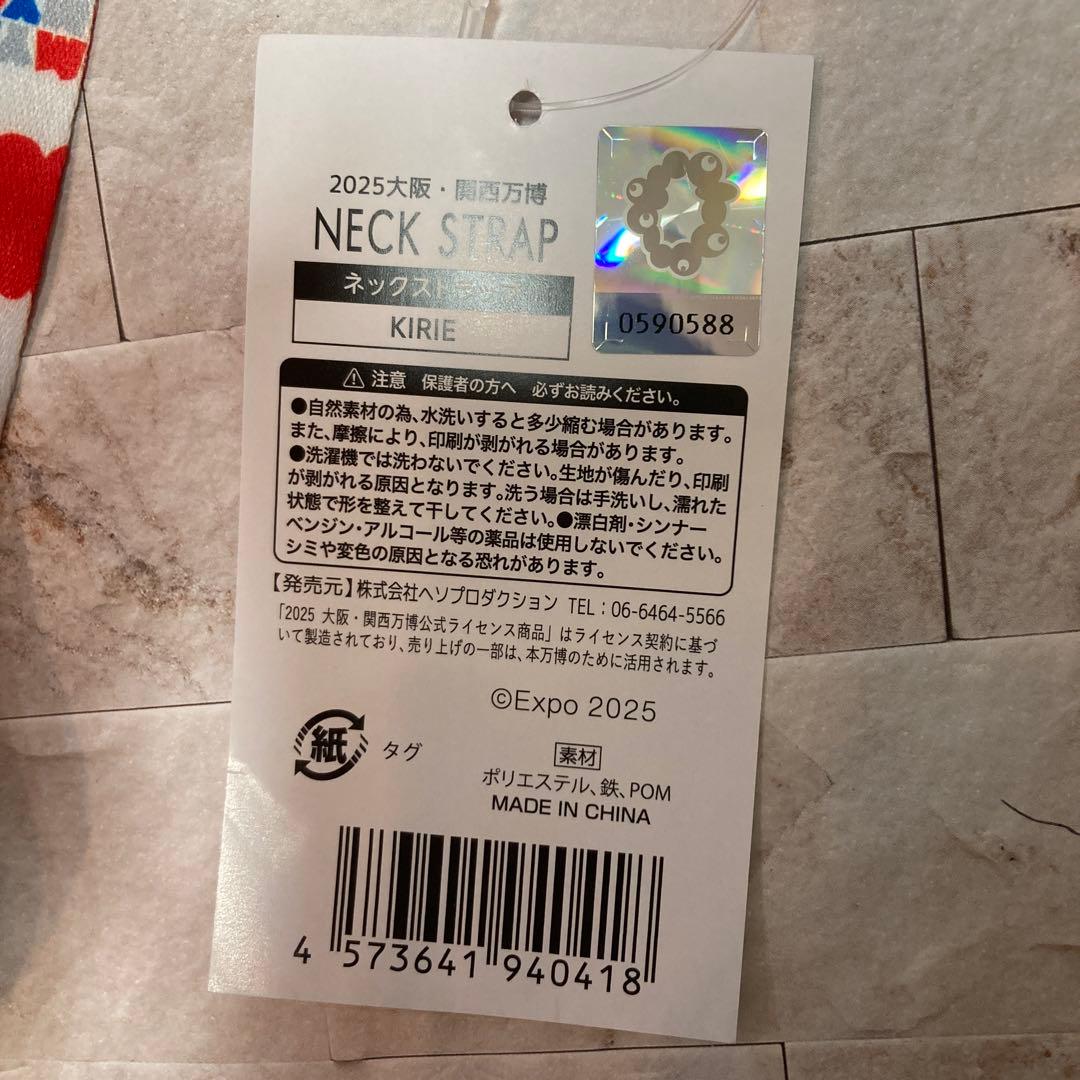 2025大阪・関西万博
NECK STRAP
ネックストラップ
KIRIE
0590588
注意 保護者の方へ 必ずお読みください。
●自然素材の為、水洗いすると多少縮む場合があります。
また、摩擦により、印刷が剥がれる場合があります。
●洗濯機では洗わないでください。生地が傷んだり、印刷
が剥がれる原因となります。洗う場合は手洗いし、濡れた
状態で形を整えて干してください。●漂白剤・シンナー
ベンジン・アルコール等の薬品は使用しないでください。
シミや変色の原因となる恐れがあります。
【発売元】株式会社ヘソプロダクション TEL：06-6464-5566
「2025 大阪・関西万博公式ライセンス商品」はライセンス契約に基づ
いて製造されており、売り上げの一部は、本万博のために活用されます。
©Expo 2025
紙 タグ
素材
ポリエステル、鉄、POM
MADE IN CHINA
4 573641 940418